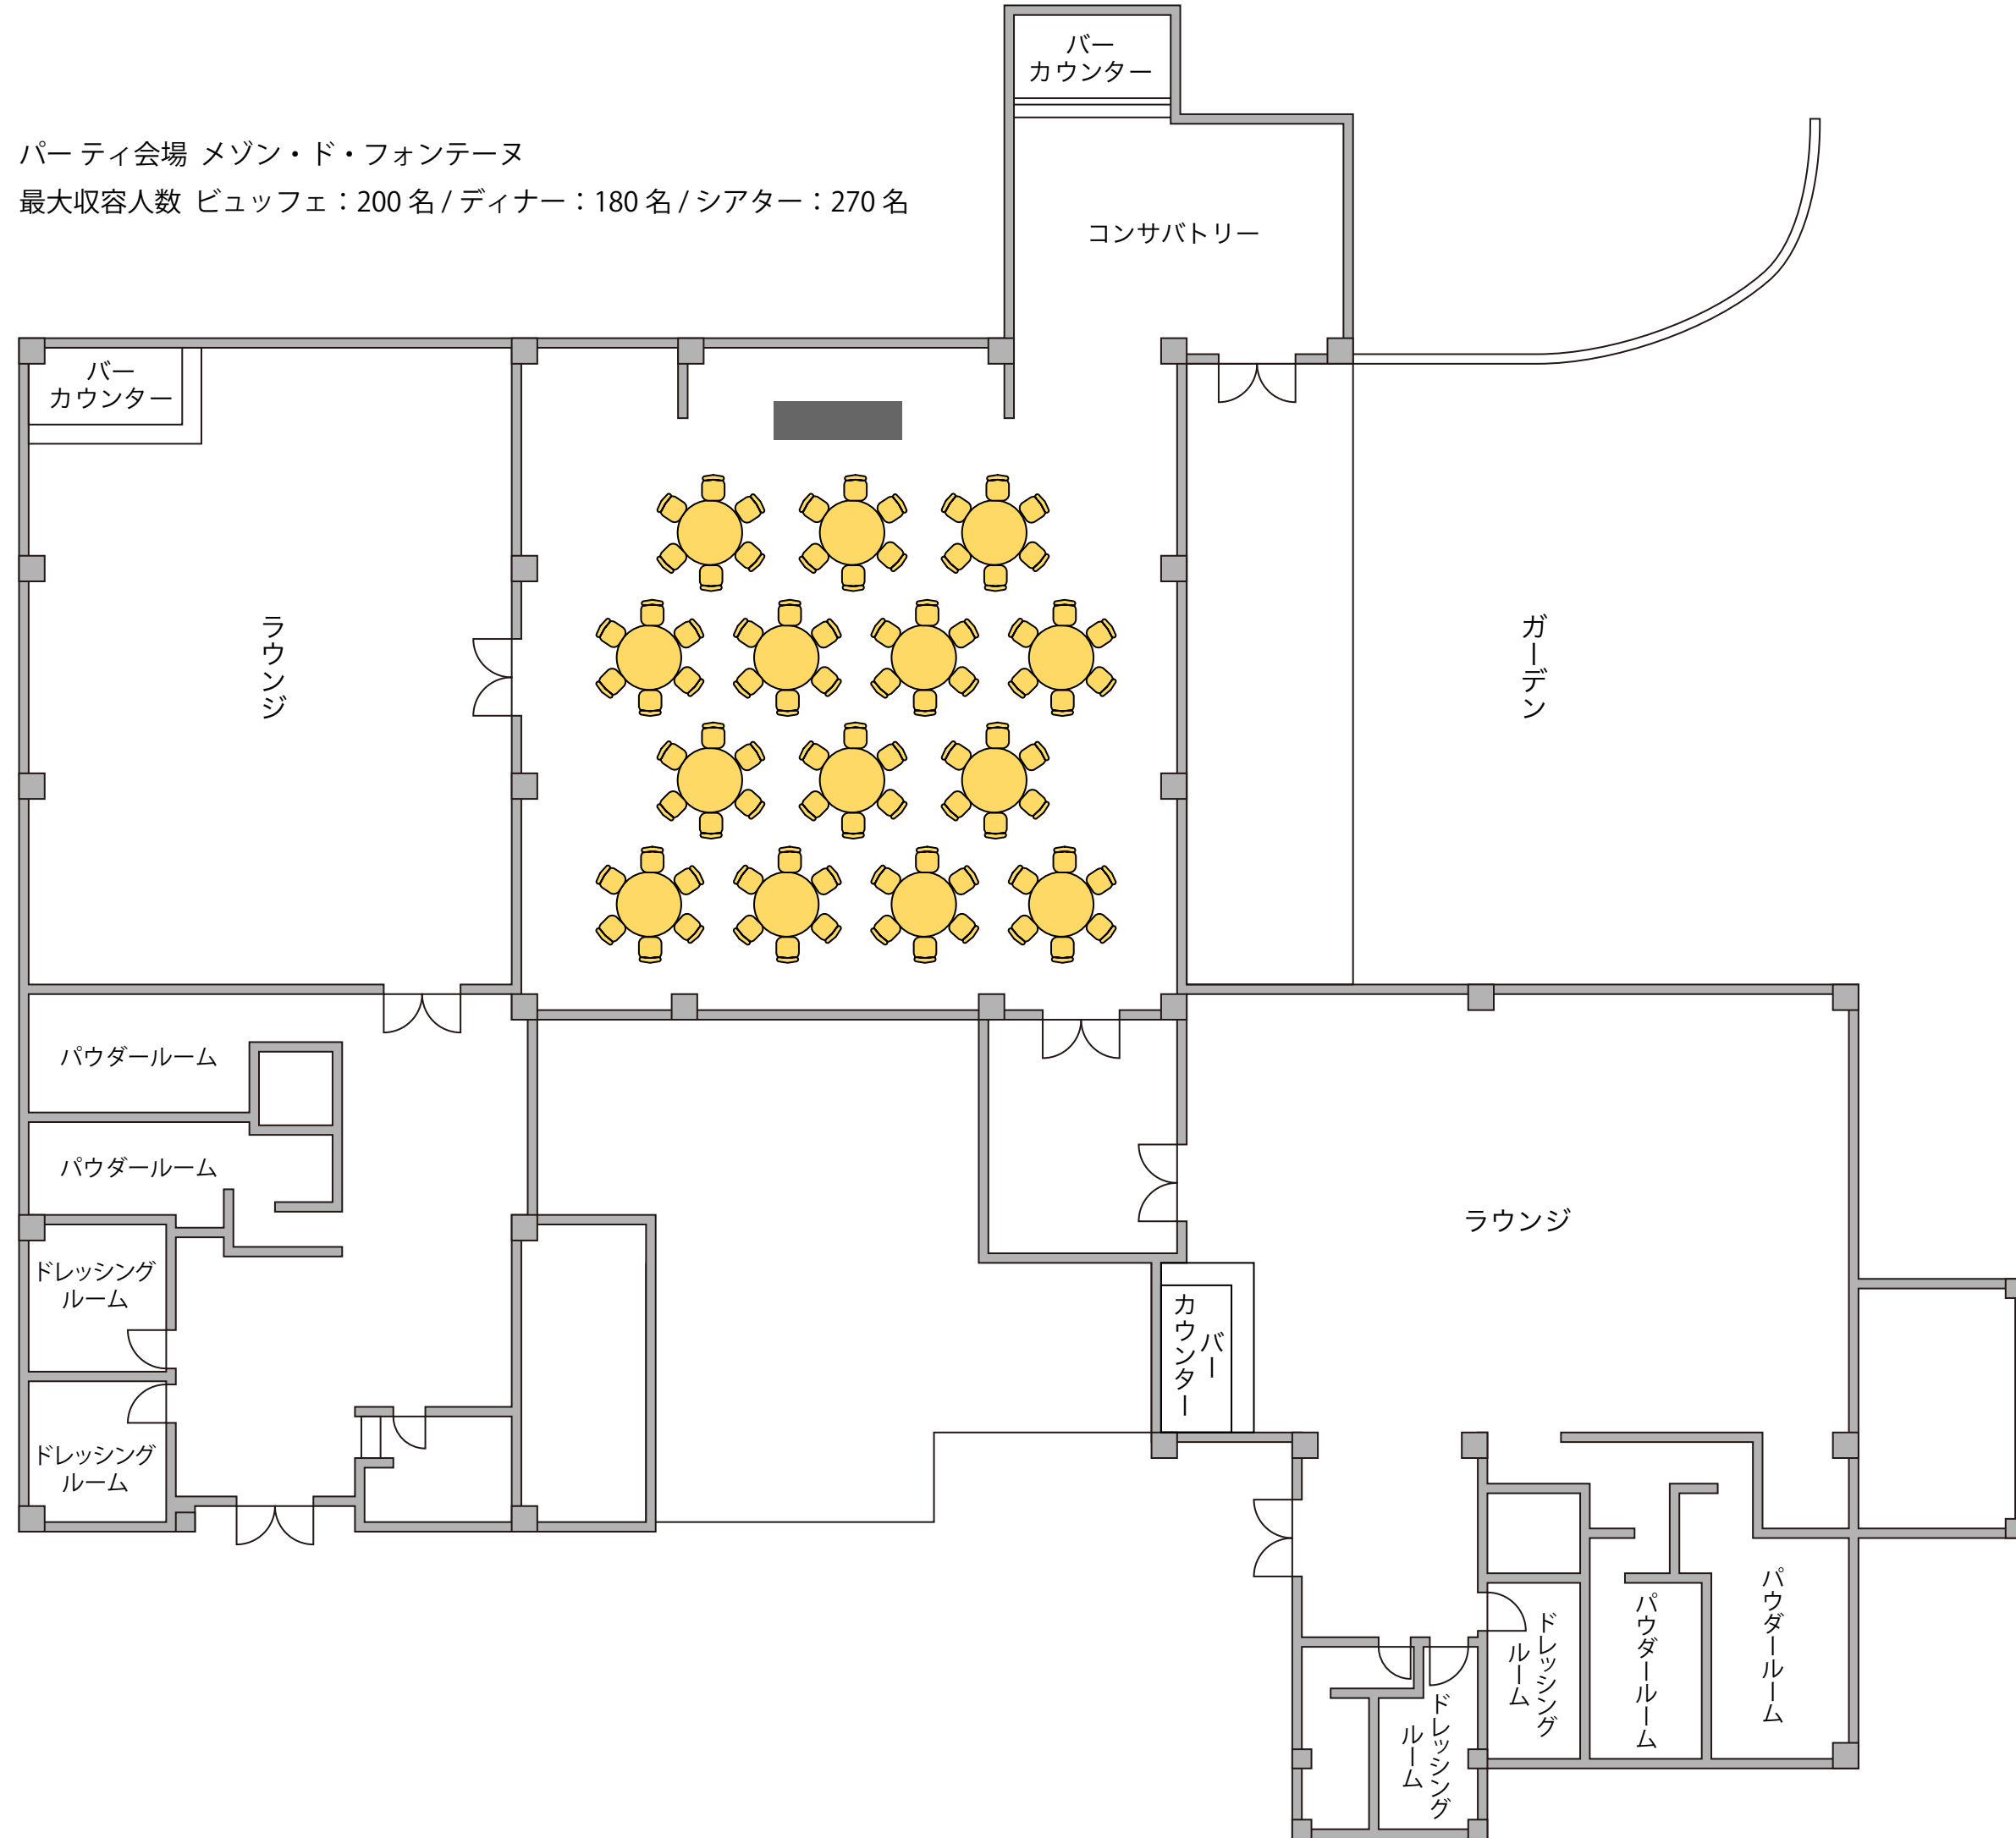 バー
カウンター
パーティ会場 メゾン・ド・フォンテーヌ
最大収容人数 ビュッフェ：200 名 / ディナー：180 名 / シアター：270 名
コンサバトリー
バー
カウンター
ラウンジ
ガーデン
パウダールーム
パウダールーム
ドレッシング
ルーム
ドレッシング
ルーム
ラウンジ
バー
カウンター
ドレッシング
ルーム
ドレッシング
ルーム
パウダールーム
パウダールーム